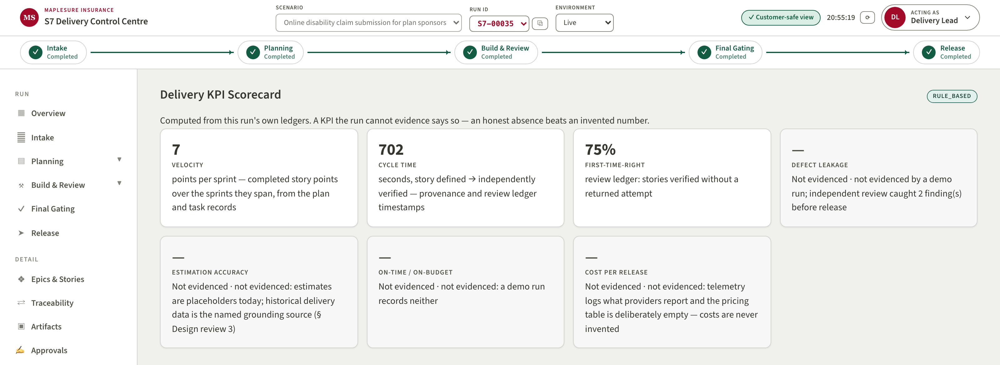 MS
MAPLESURE INSURANCE
S7 Delivery Control Centre
SCENARIO
Online disability claim submission for plan sponsors
RUN ID
S7-00035
ENVIRONMENT
Live
✓ Customer-safe view
20:55:19
DL
ACTING AS
Delivery Lead
Intake
Completed
Planning
Completed
Build & Review
Completed
Final Gating
Completed
Release
Completed
RUN
Overview
Intake
Planning
Build & Review
Final Gating
Release
DETAIL
Epics & Stories
Traceability
Artifacts
Approvals
Delivery KPI Scorecard
RULE_BASED
Computed from this run's own ledgers. A KPI the run cannot evidence says so — an honest absence beats an invented number.
7
VELOCITY
points per sprint — completed story points
over the sprints they span, from the plan
and task records
702
CYCLE TIME
seconds, story defined → independently
verified — provenance and review ledger
timestamps
75%
FIRST-TIME-RIGHT
review ledger: stories verified without a
returned attempt
—
DEFECT LEAKAGE
Not evidenced · not evidenced by a demo
run; independent review caught 2 finding(s)
before release
—
ESTIMATION ACCURACY
Not evidenced · not evidenced: estimates
are placeholders today; historical delivery
data is the named grounding source (§
Design review 3)
—
ON-TIME / ON-BUDGET
Not evidenced · not evidenced: a demo run
records neither
—
COST PER RELEASE
Not evidenced · not evidenced: telemetry
logs what providers report and the pricing
table is deliberately empty — costs are never
invented